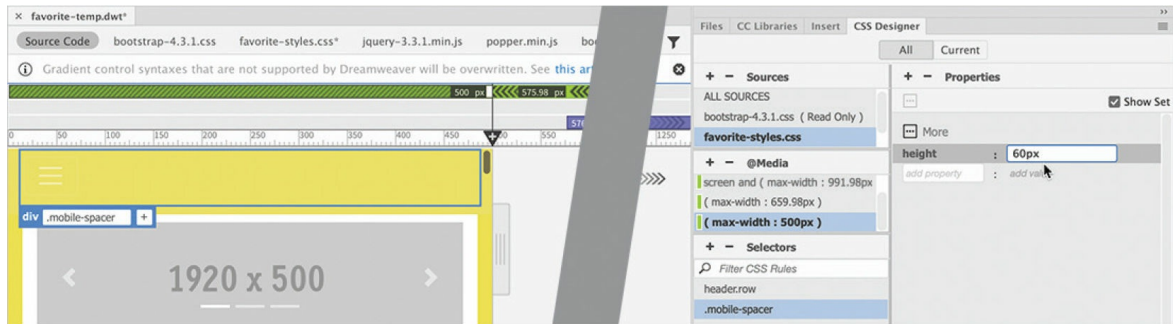 × favorite-temp.dwt*
Source Code bootstrap-4.3.1.css favorite-styles.css* jquery-3.3.1.min.js popper.min.js
Gradient control syntaxes that are not supported by Dreamweaver will be overwritten. See this
500 px 575.98 px
0 50 100 150 200 250 300 350 400 450 500 550 1250
div .mobile-spacer +
1920 x 500
Files CC Libraries Insert CSS Designer
All Current
+ − Sources
ALL SOURCES
bootstrap-4.3.1.css ( Read Only )
favorite-styles.css
+ − @Media
screen and ( max-width : 991.98px
( max-width : 659.98px )
( max-width : 500px )
+ − Selectors
Filter CSS Rules
header.row
.mobile-spacer
+ − Properties
Show Set
More
height : 60px
add property : add value